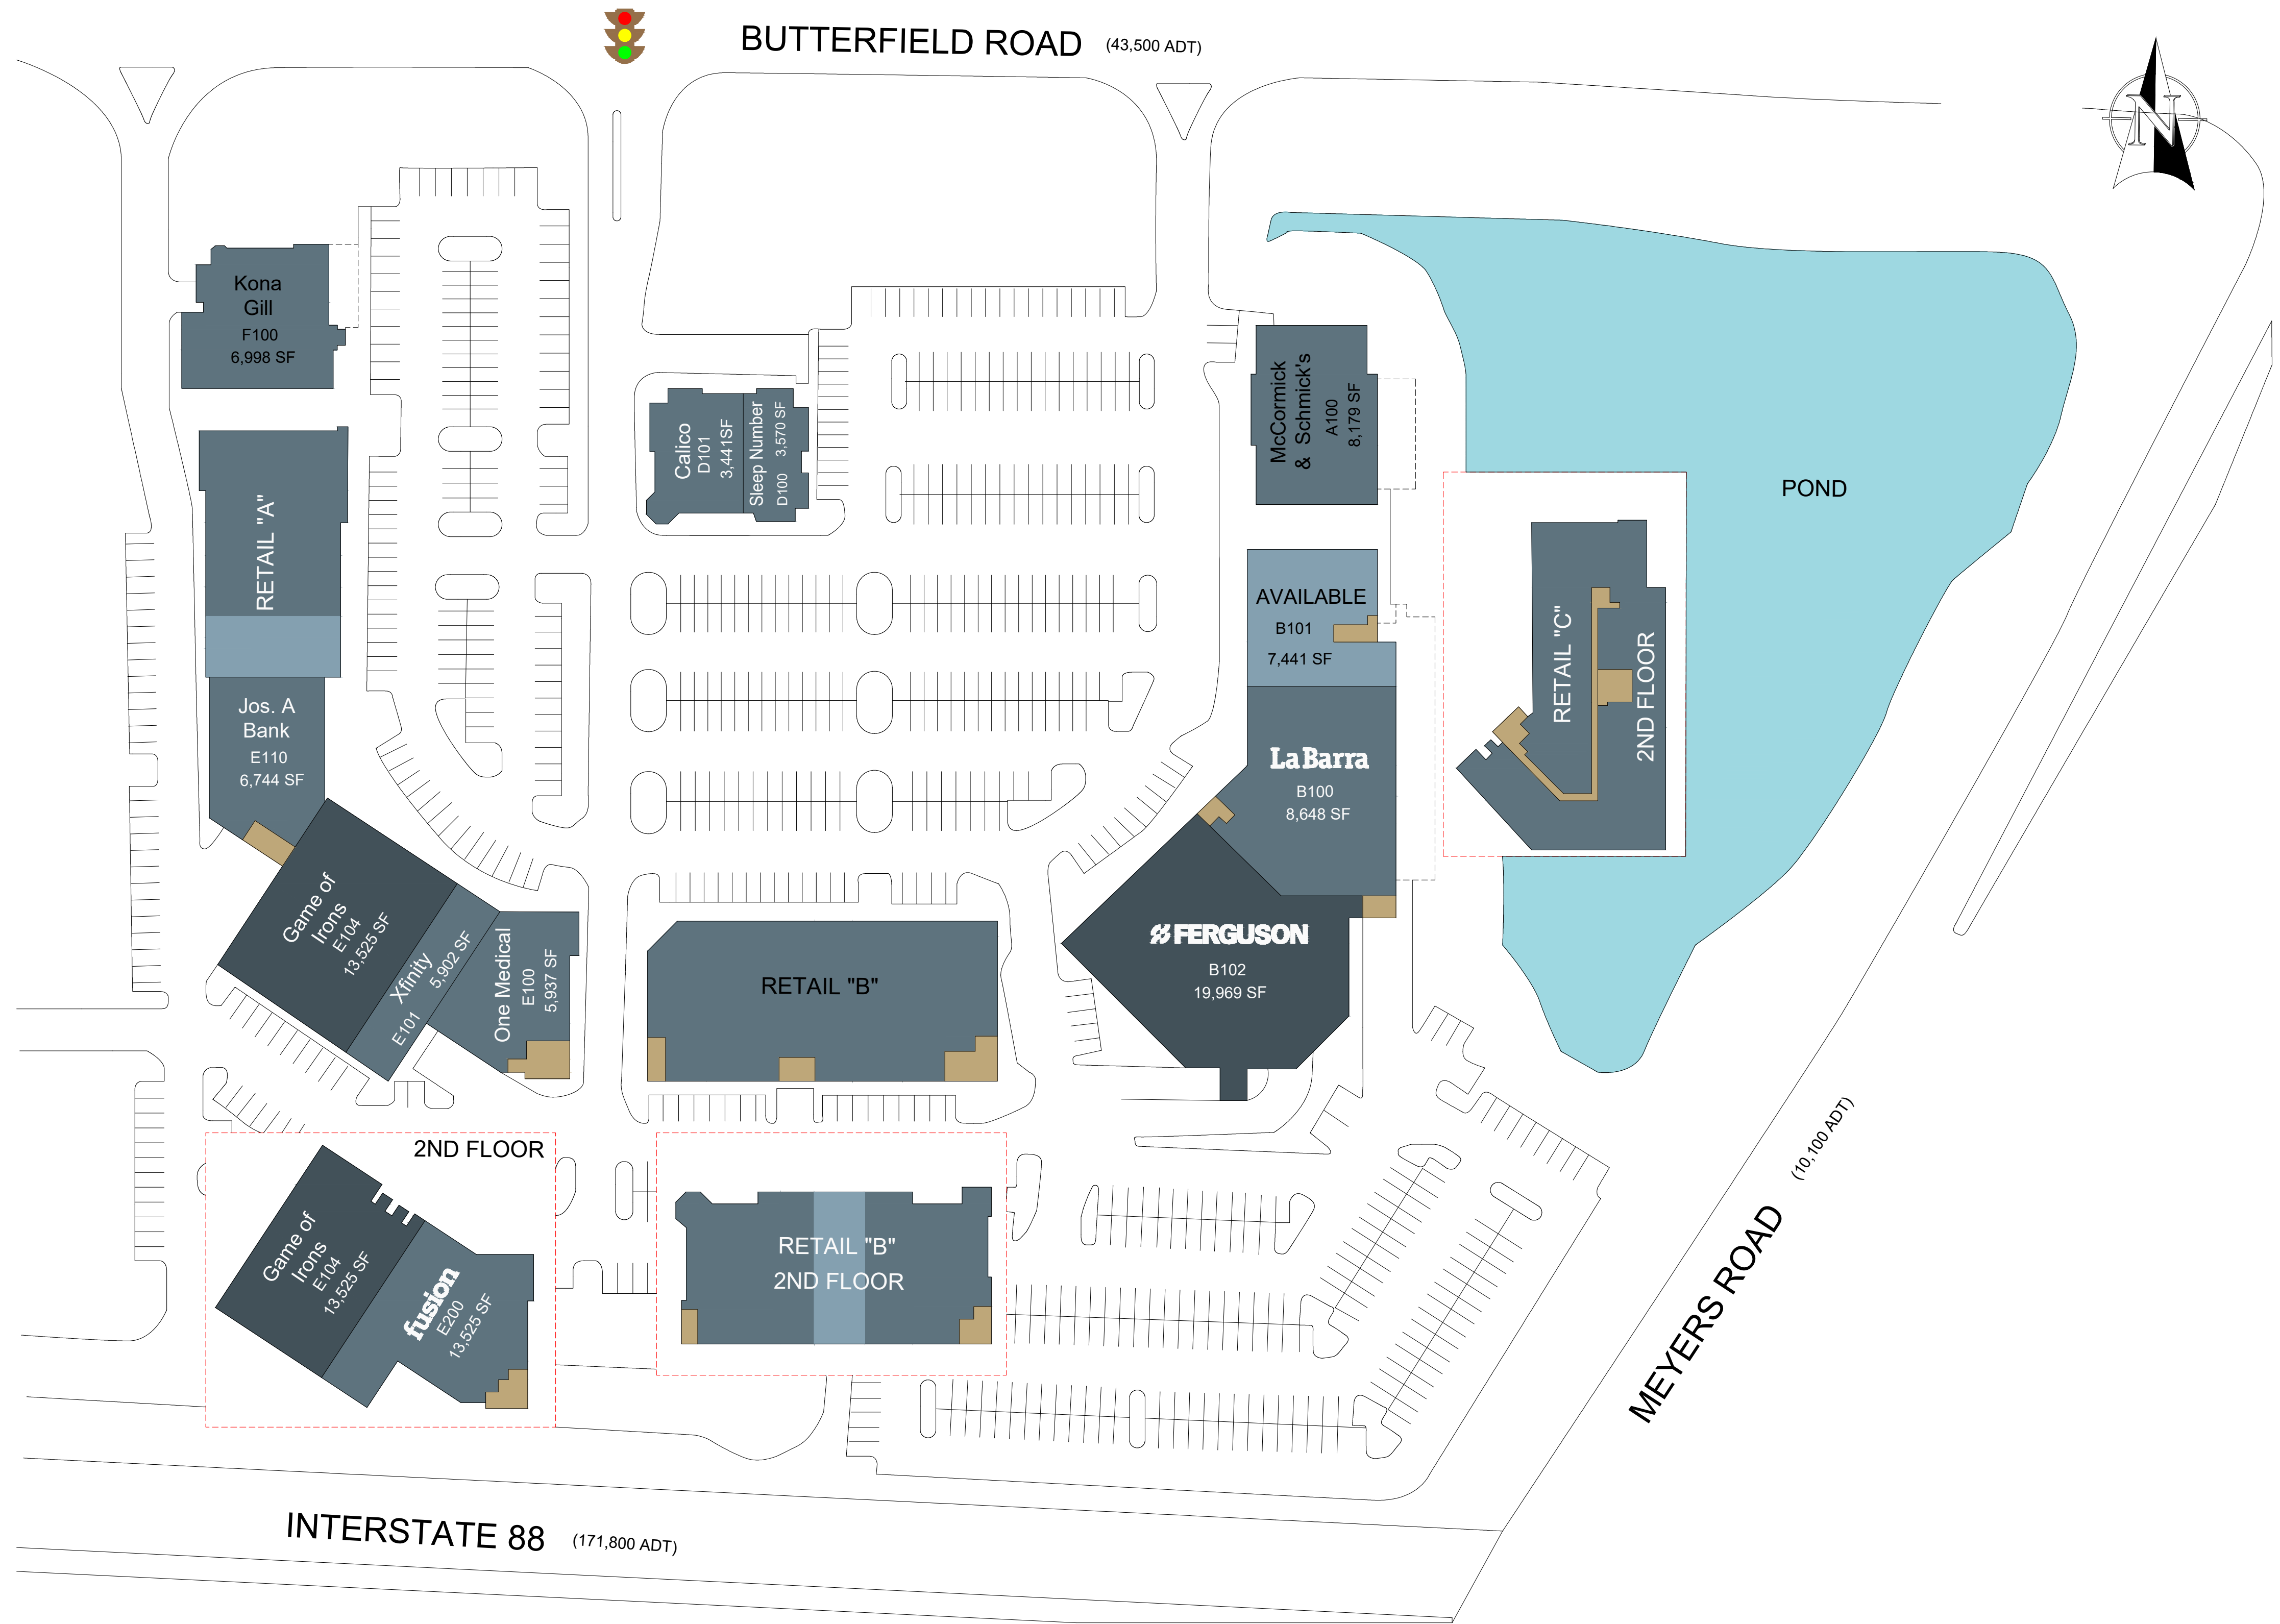 BUTTERFIELD ROAD (43,500 ADT)
N
Kona
Gill
F100
6,998 SF
RETAIL "A"
Jos. A
Bank
E110
6,744 SF
Game of
Irons
E104
13,525 SF
Xfinity
E101 5,902 SF
One Medical
E100
5,937 SF
Calico
D101
3,441SF
Sleep Number
D100 3,570 SF
McCormick
& Schmick's
A100
8,179 SF
AVAILABLE
B101
7,441 SF
La Barra
B100
8,648 SF
FERGUSON
B102
19,969 SF
RETAIL "C"
2ND FLOOR
POND
RETAIL "B"
2ND FLOOR
Game of
Irons
E104
13,525 SF
fusion
E200
13,525 SF
RETAIL "B"
2ND FLOOR
MEYERS ROAD (10,100 ADT)
INTERSTATE 88 (171,800 ADT)